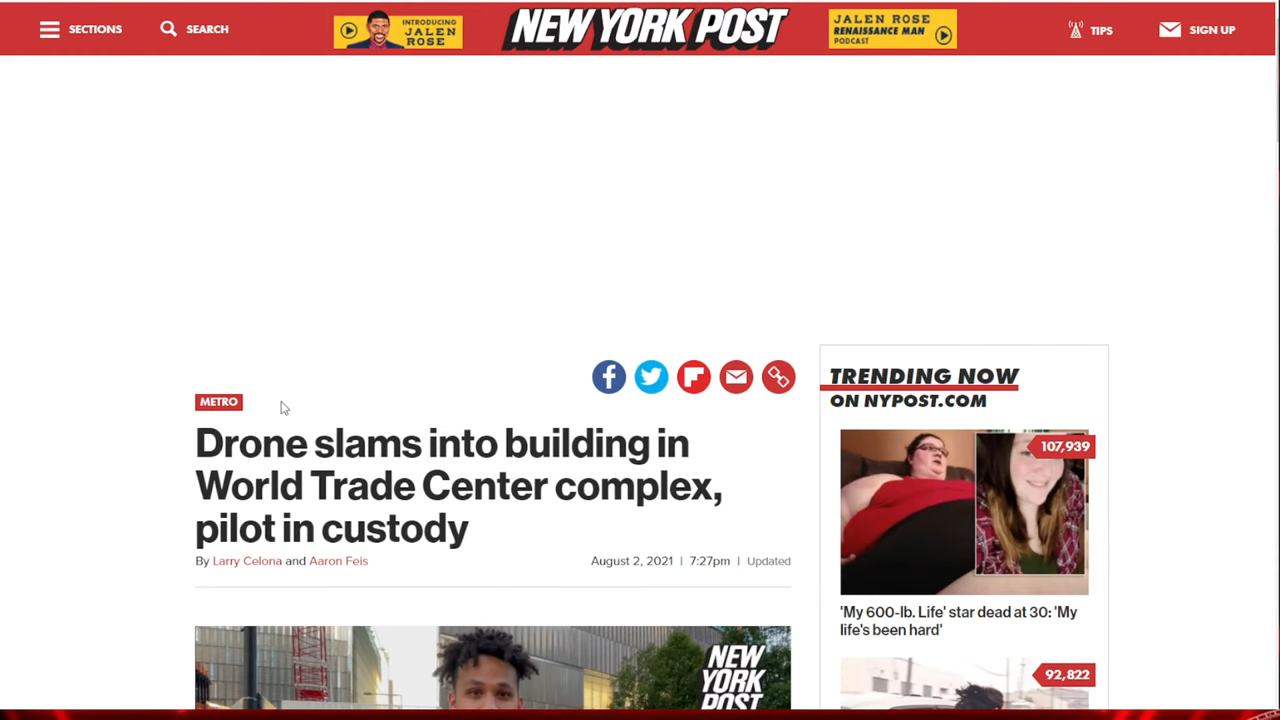 SECTIONS
SEARCH
INTRODUCING
JALEN
ROSE
NEW YORK POST
JALEN ROSE
RENAISSANCE MAN
PODCAST
TIPS
SIGN UP
METRO
Drone slams into building in
World Trade Center complex,
pilot in custody
By Larry Celona and Aaron Feis
August 2, 2021 | 7:27pm | Updated
NEW
YORK
POST
TRENDING NOW
ON NYPOST.COM
107,939
'My 600-lb. Life' star dead at 30: 'My
life's been hard'
92,822